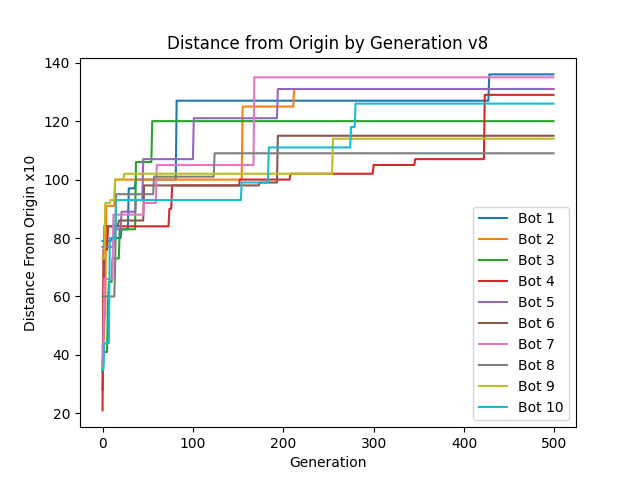 Distance from Origin by Generation v8
Distance From Origin x10
140
120
100
80
60
40
20
0
100
200
300
400
500
Generation
Bot 1
Bot 2
Bot 3
Bot 4
Bot 5
Bot 6
Bot 7
Bot 8
Bot 9
Bot 10